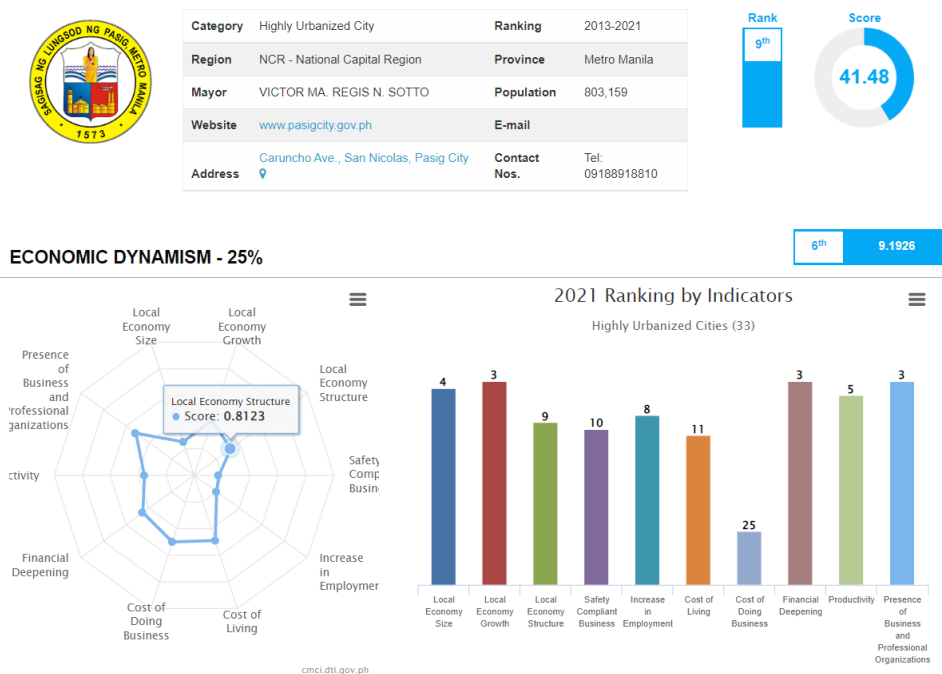 SAGISAG NG LUNGSOD NG PASIG, METRO MANILA
1573
Category Highly Urbanized City Ranking 2013-2021
Region NCR - National Capital Region Province Metro Manila
Mayor VICTOR MA. REGIS N. SOTTO Population 803,159
Website www.pasigcity.gov.ph E-mail
Address Caruncho Ave., San Nicolas, Pasig City Contact Nos. Tel: 09188918810
Rank
9th
Score
41.48
ECONOMIC DYNAMISM - 25%
6th 9.1926
Local
Economy
Size
Local
Economy
Growth
Local
Economy
Structure
Safety
Comp
Busin
Increase
in
Employmer
Cost of
Living
Cost of
Doing
Business
Financial
Deepening
ctivity
Presence
of
Business
and
rofessional
ganizations
Local Economy Structure
Score: 0.8123
cmci.dti.gov.ph
2021 Ranking by Indicators
Highly Urbanized Cities (33)
4 3 9 10 8 11 25 3 5 3
Local
Economy
Size
Local
Economy
Growth
Local
Economy
Structure
Safety
Compliant
Business
Increase
in
Employment
Cost of
Living
Cost of
Doing
Business
Financial
Deepening
Productivity
Presence
of
Business
and
Professional
Organizations